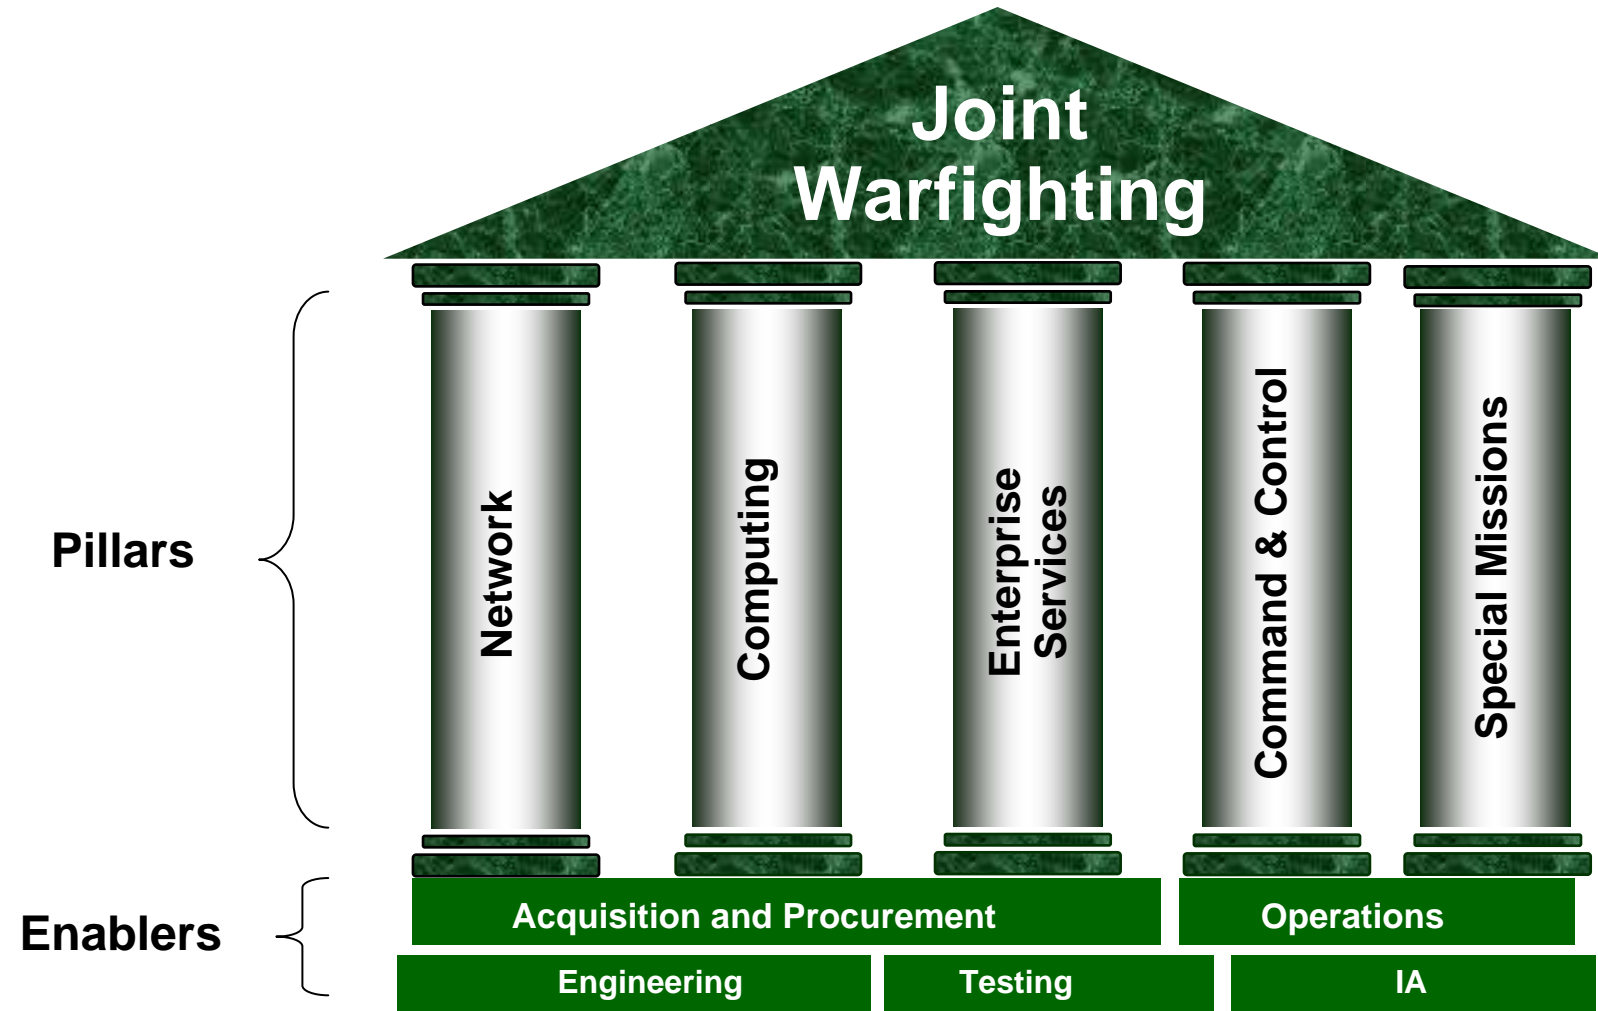 Joint
Warfighting
Pillars
Network
Computing
Enterprise
Services
Command & Control
Special Missions
Enablers
Acquisition and Procurement
Operations
Engineering
Testing
IA